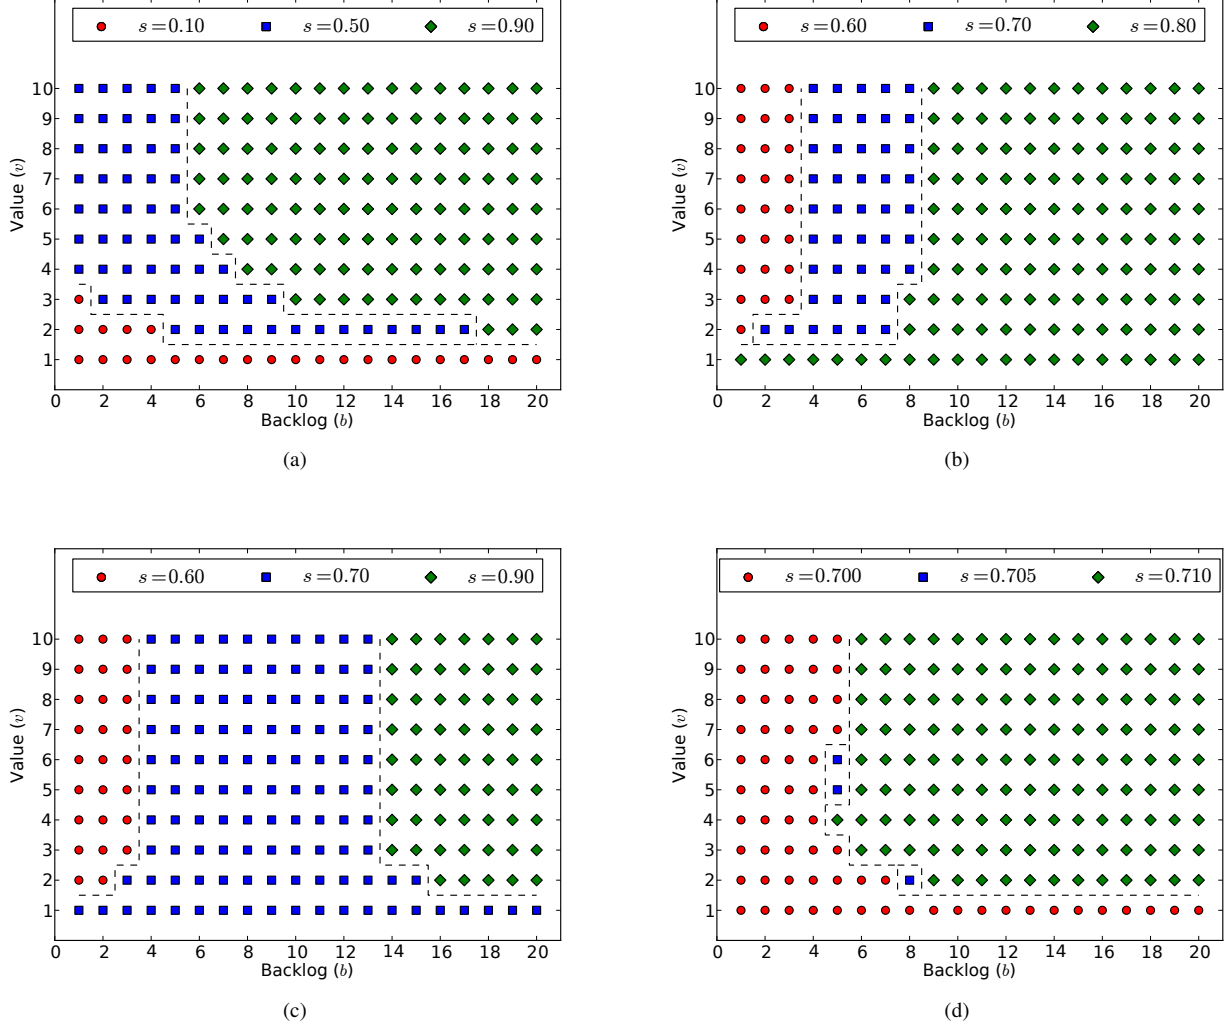 s=0.10 s=0.50 s=0.90
10
9
8
7
6
5
4
3
2
1
Value (v)
0 2 4 6 8 10 12 14 16 18 20
Backlog (b)
(a)
s=0.60 s=0.70 s=0.80
10
9
8
7
6
5
4
3
2
1
Value (v)
0 2 4 6 8 10 12 14 16 18 20
Backlog (b)
(b)
s=0.60 s=0.70 s=0.90
10
9
8
7
6
5
4
3
2
1
Value (v)
0 2 4 6 8 10 12 14 16 18 20
Backlog (b)
(c)
s=0.700 s=0.705 s=0.710
10
9
8
7
6
5
4
3
2
1
Value (v)
0 2 4 6 8 10 12 14 16 18 20
Backlog (b)
(d)